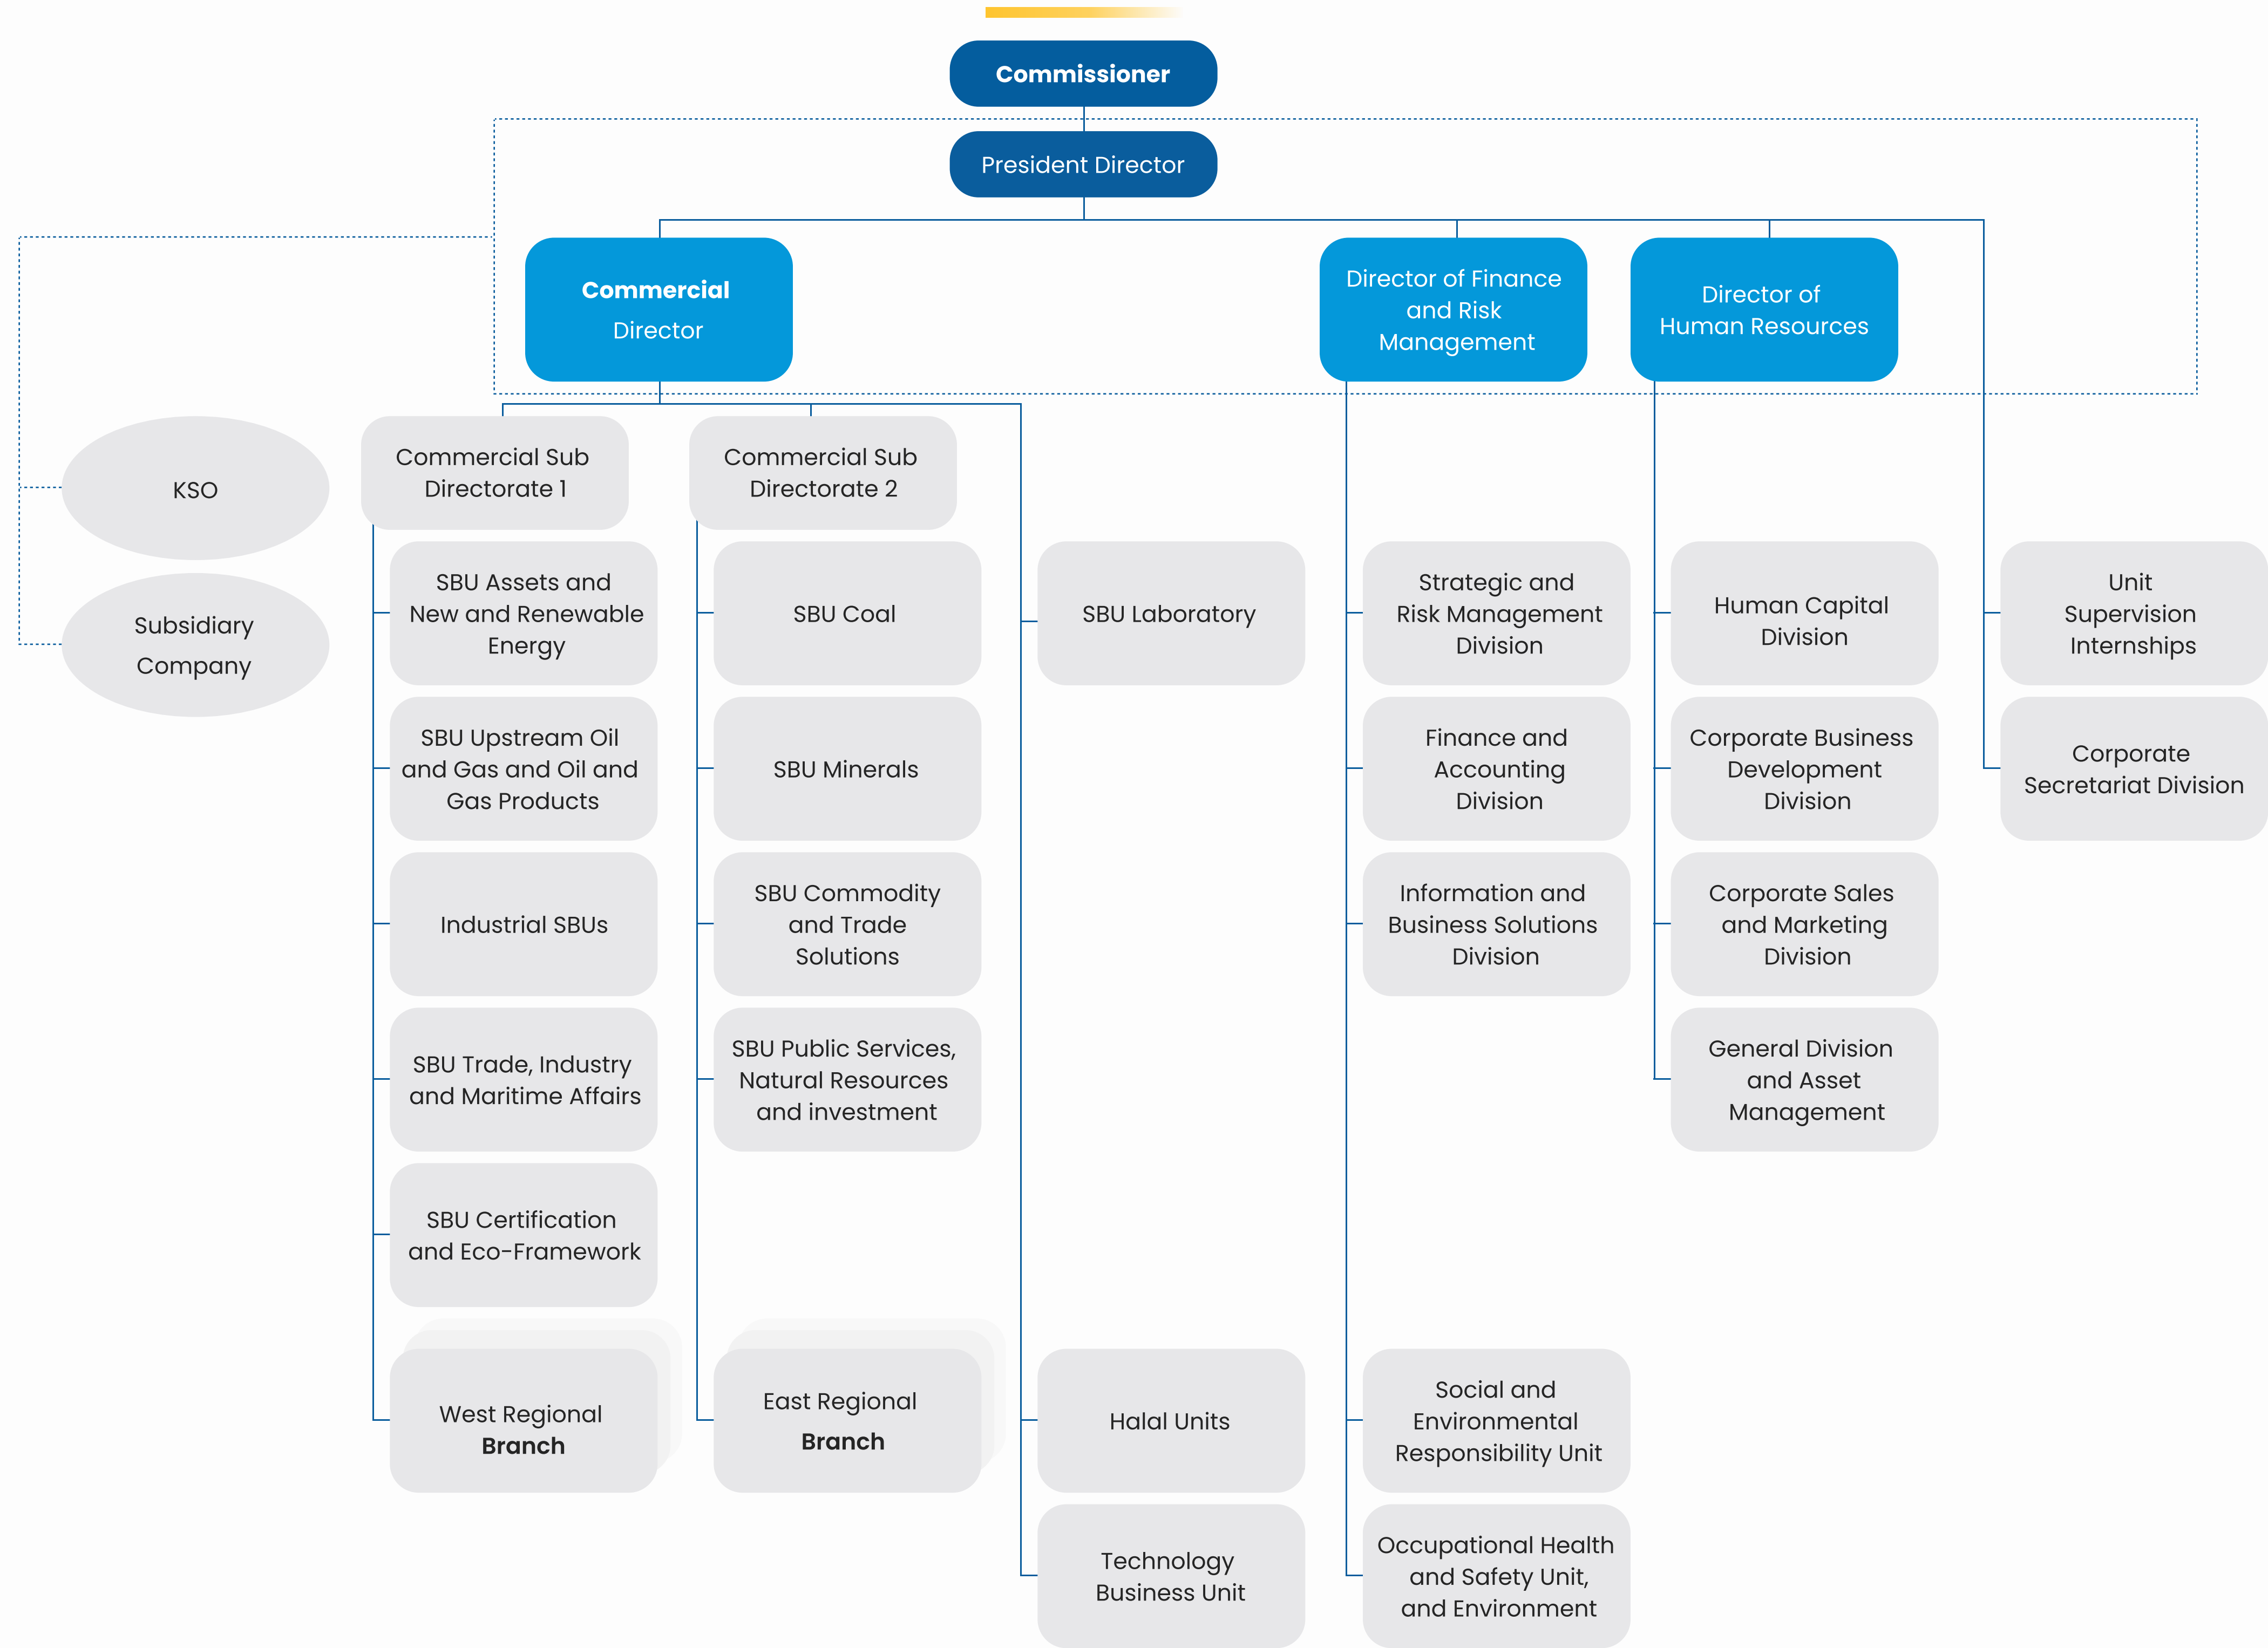 Commissioner
President Director
Commercial
Director
Director of Finance
and Risk
Management
Director of
Human Resources
KSO
Subsidiary
Company
Commercial Sub
Directorate 1
SBU Assets and
New and Renewable
Energy
SBU Upstream Oil
and Gas and Oil and
Gas Products
Industrial SBUs
SBU Trade, Industry
and Maritime Affairs
SBU Certification
and Eco-Framework
West Regional
Branch
Commercial Sub
Directorate 2
SBU Coal
SBU Minerals
SBU Commodity
and Trade
Solutions
SBU Public Services,
Natural Resources
and investment
East Regional
Branch
SBU Laboratory
Halal Units
Technology
Business Unit
Strategic and
Risk Management
Division
Finance and
Accounting
Division
Information and
Business Solutions
Division
Social and
Environmental
Responsibility Unit
Occupational Health
and Safety Unit,
and Environment
Human Capital
Division
Corporate Business
Development
Division
Corporate Sales
and Marketing
Division
General Division
and Asset
Management
Unit
Supervision
Internships
Corporate
Secretariat Division